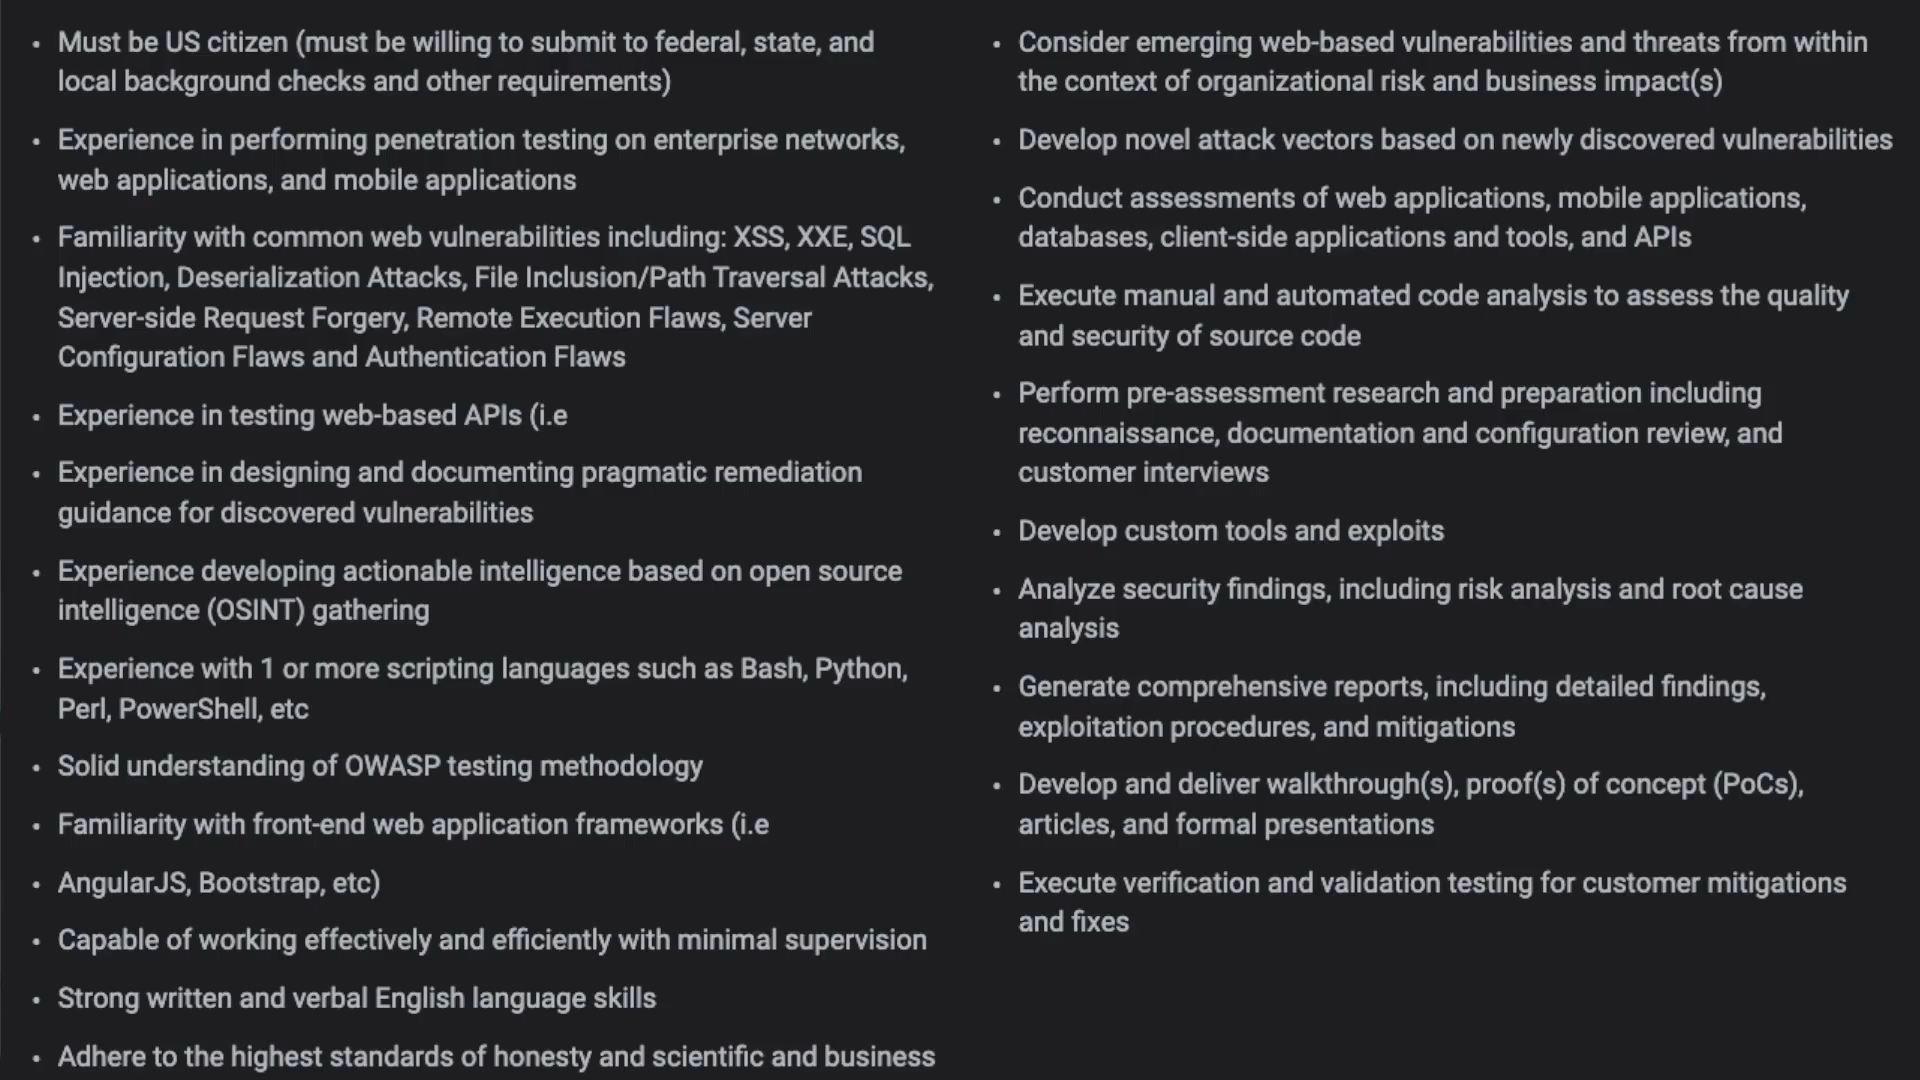 • Must be US citizen (must be willing to submit to federal, state, and
local background checks and other requirements)
• Experience in performing penetration testing on enterprise networks,
web applications, and mobile applications
• Familiarity with common web vulnerabilities including: XSS, XXE, SQL
Injection, Deserialization Attacks, File Inclusion/Path Traversal Attacks,
Server-side Request Forgery, Remote Execution Flaws, Server
Configuration Flaws and Authentication Flaws
• Experience in testing web-based APIs (i.e
• Experience in designing and documenting pragmatic remediation
guidance for discovered vulnerabilities
• Experience developing actionable intelligence based on open source
intelligence (OSINT) gathering
• Experience with 1 or more scripting languages such as Bash, Python,
Perl, PowerShell, etc
• Solid understanding of OWASP testing methodology
• Familiarity with front-end web application frameworks (i.e
• AngularJS, Bootstrap, etc)
• Capable of working effectively and efficiently with minimal supervision
• Strong written and verbal English language skills
• Adhere to the highest standards of honesty and scientific and business
• Consider emerging web-based vulnerabilities and threats from within
the context of organizational risk and business impact(s)
• Develop novel attack vectors based on newly discovered vulnerabilities
• Conduct assessments of web applications, mobile applications,
databases, client-side applications and tools, and APIs
• Execute manual and automated code analysis to assess the quality
and security of source code
• Perform pre-assessment research and preparation including
reconnaissance, documentation and configuration review, and
customer interviews
• Develop custom tools and exploits
• Analyze security findings, including risk analysis and root cause
analysis
• Generate comprehensive reports, including detailed findings,
exploitation procedures, and mitigations
• Develop and deliver walkthrough(s), proof(s) of concept (PoCs),
articles, and formal presentations
• Execute verification and validation testing for customer mitigations
and fixes